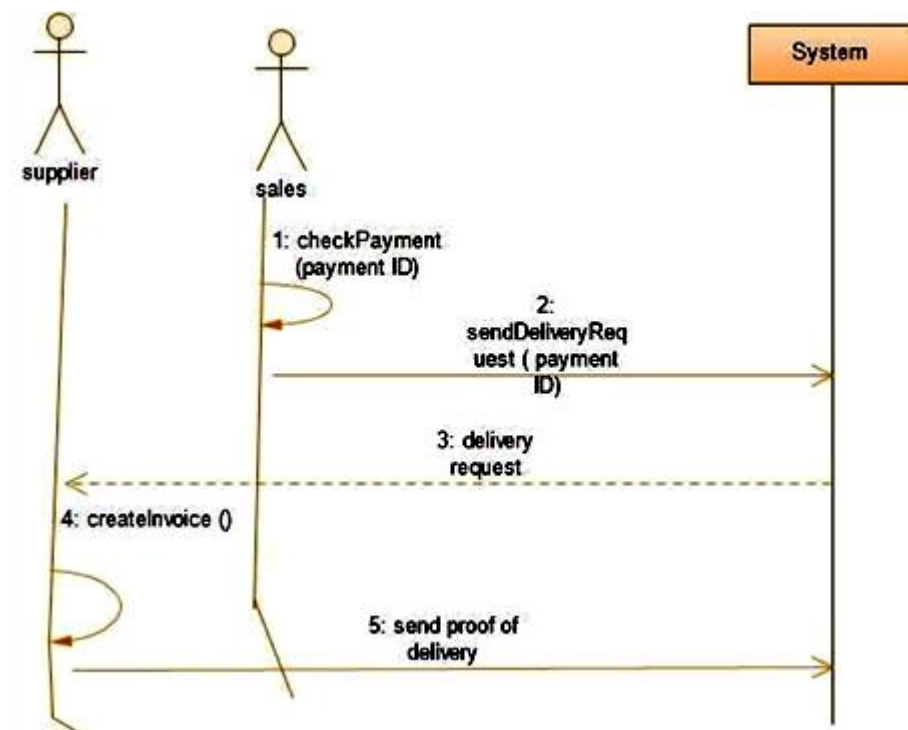 System
supplier
sales
1: checkPayment
(payment ID)
2:
sendDeliveryReq
uest ( payment
ID)
3: delivery
request
4: createInvoice ()
5: send proof of
delivery